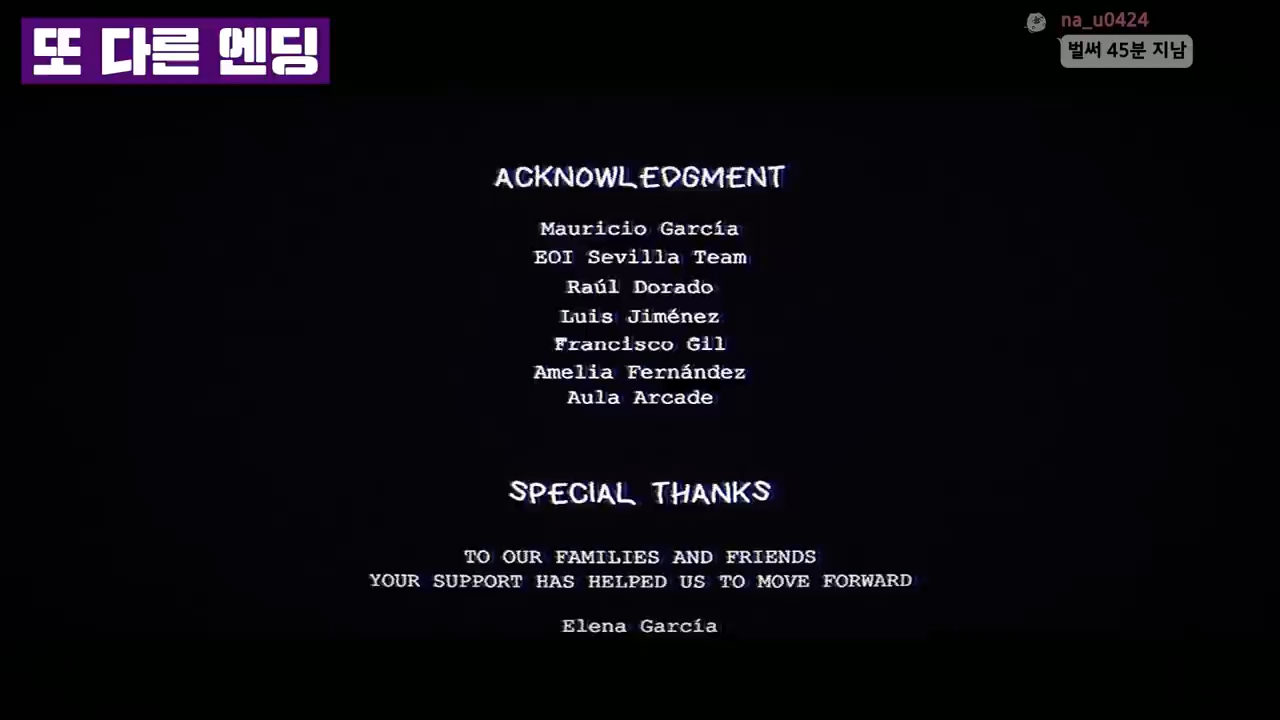 또 다른 엔딩
na_u0424
벌써 45분 지남
ACKNOWLEDGMENT
Mauricio García
EOI Sevilla Team
Raúl Dorado
Luis Jiménez
Francisco Gil
Amelia Fernández
Aula Arcade
SPECIAL THANKS
TO OUR FAMILIES AND FRIENDS
YOUR SUPPORT HAS HELPED US TO MOVE FORWARD
Elena García